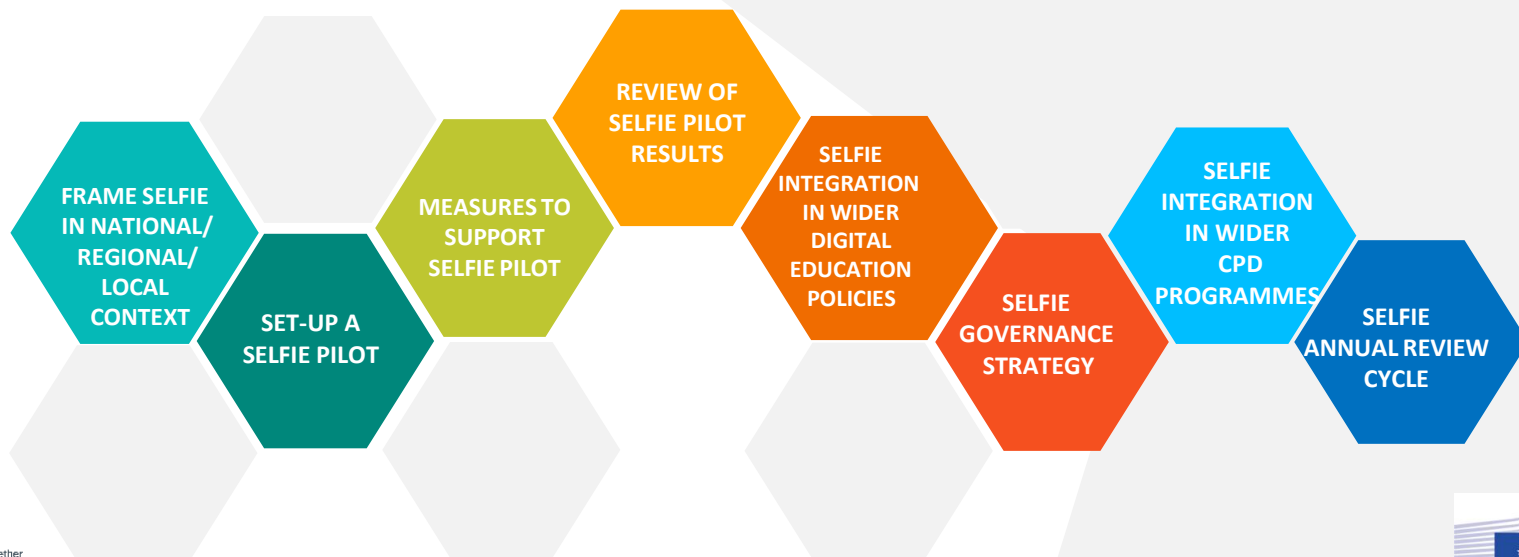 FRAME SELFIE
IN NATIONAL/
REGIONAL/
LOCAL
CONTEXT
SET-UP A
SELFIE PILOT
MEASURES TO
SUPPORT
SELFIE PILOT
REVIEW OF
SELFIE PILOT
RESULTS
SELFIE
INTEGRATION
IN WIDER
DIGITAL
EDUCATION
POLICIES
SELFIE
GOVERNANCE
STRATEGY
SELFIE
INTEGRATION
IN WIDER
CPD
PROGRAMMES
SELFIE
ANNUAL REVIEW
CYCLE